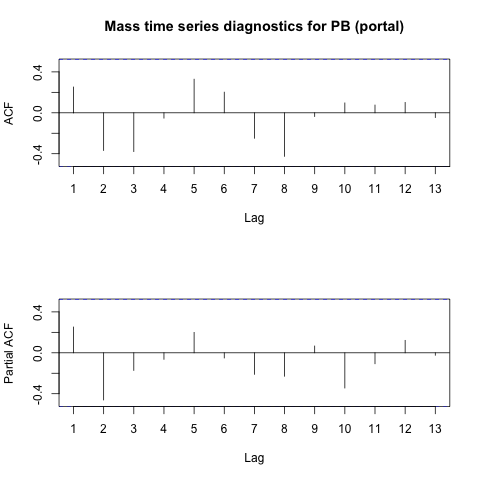 Mass time series diagnostics for PB (portal)
ACF
0.4
0.0
-0.4
1 2 3 4 5 6 7 8 9 10 11 12 13
Lag
Partial ACF
0.4
0.0
-0.4
1 2 3 4 5 6 7 8 9 10 11 12 13
Lag